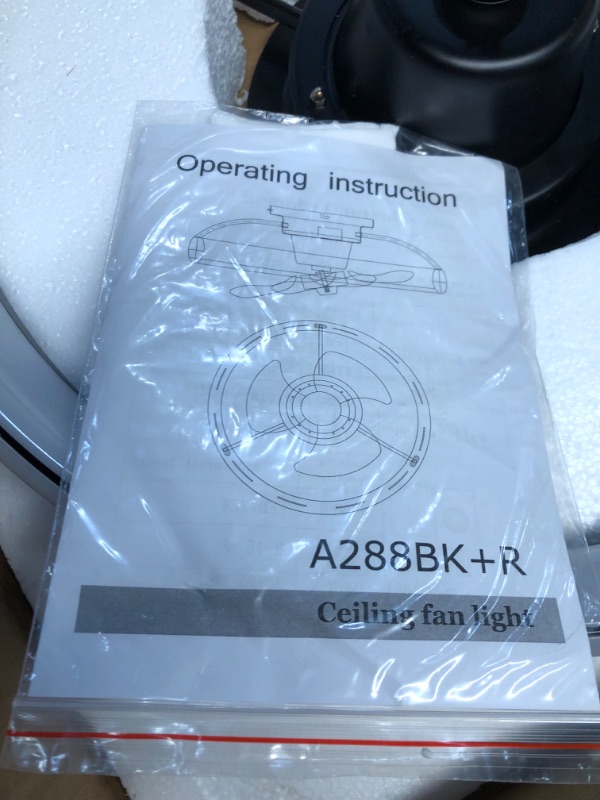 Operating instruction
A288BK+R
Ceiling fan light